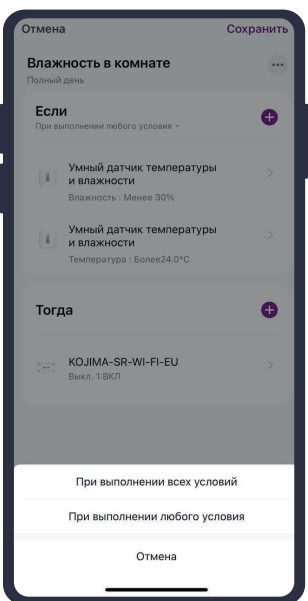 Отмена Сохранить
Влажность в комнате
Полный день
Если
При выполнении любого условия
Умный датчик температуры
и влажности
Влажность : Менее 30%
Умный датчик температуры
и влажности
Температура : Более24.0°C
Тогда
KOJIMA-SR-WI-FI-EU
Выкл. 1:ВКЛ
При выполнении всех условий
При выполнении любого условия
Отмена